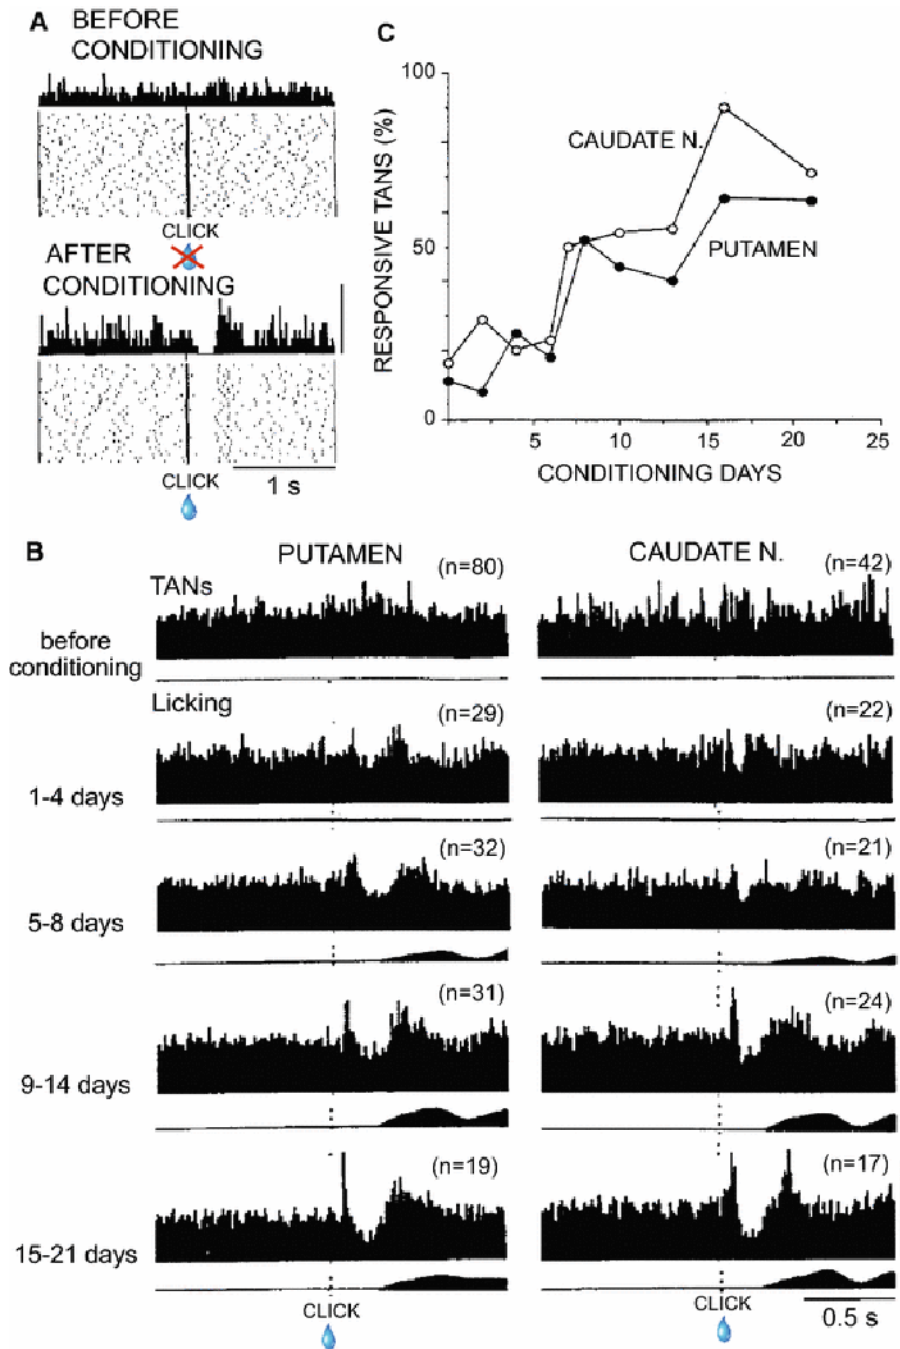 A
BEFORE
CONDITIONING
CLICK
AFTER
CONDITIONING
CLICK
1 s
C
RESPONSIVE TANS (%)
100
50
0
CAUDATE N.
PUTAMEN
5
10
15
20
25
CONDITIONING DAYS
B
PUTAMEN
CAUDATE N.
TANs
(n=80)
(n=42)
before
conditioning
Licking
(n=29)
(n=22)
1-4 days
(n=32)
(n=21)
5-8 days
(n=31)
(n=24)
9-14 days
(n=19)
(n=17)
15-21 days
CLICK
CLICK
0.5 s